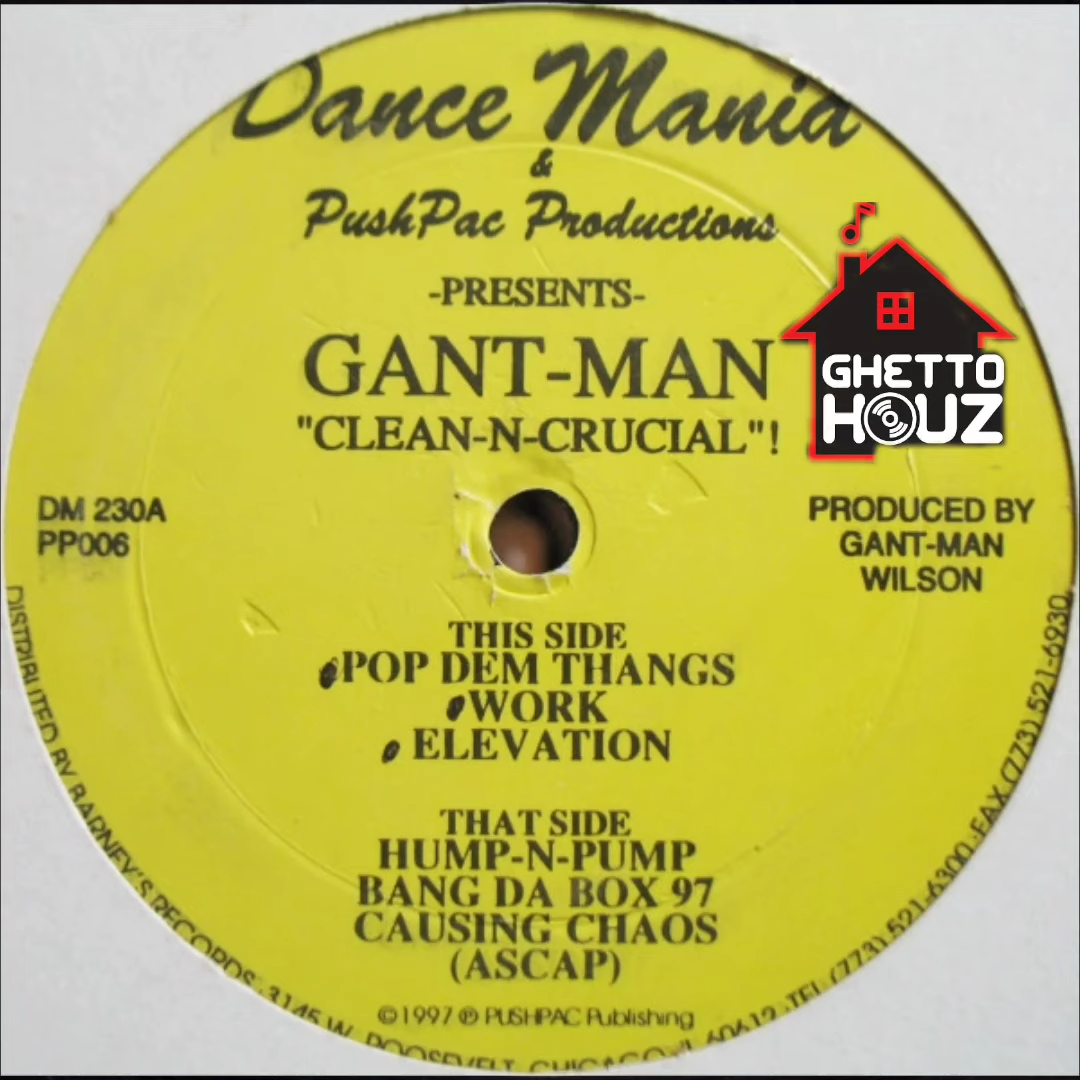 Dance Mania
&
PushPac Productions
-PRESENTS-
GANT-MAN
"CLEAN-N-CRUCIAL"!
GHETTO
HOUZ
DM 230A
PP006
PRODUCED BY
GANT-MAN
WILSON
THIS SIDE
POP DEM THANGS
WORK
ELEVATION
THAT SIDE
HUMP-N-PUMP
BANG DA BOX 97
CAUSING CHAOS
(ASCAP)
©1997 ℗ PUSHPAC Publishing
DISTRIBUTED BY BARNEY'S RECORDS. 3145 W. ROOSEVELT, CHICAGO 60612. TEL (773) 521-6300. FAX (773) 521-6930